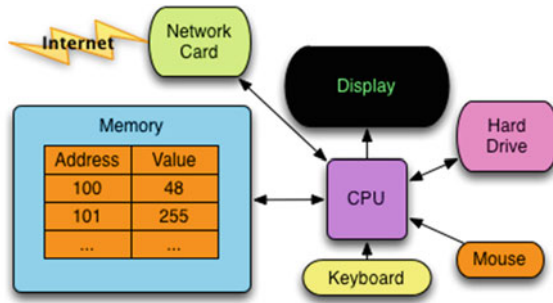 Internet
Network
Card
Display
Memory
Address Value
100 48
101 255
... ...
Hard
Drive
CPU
Keyboard
Mouse